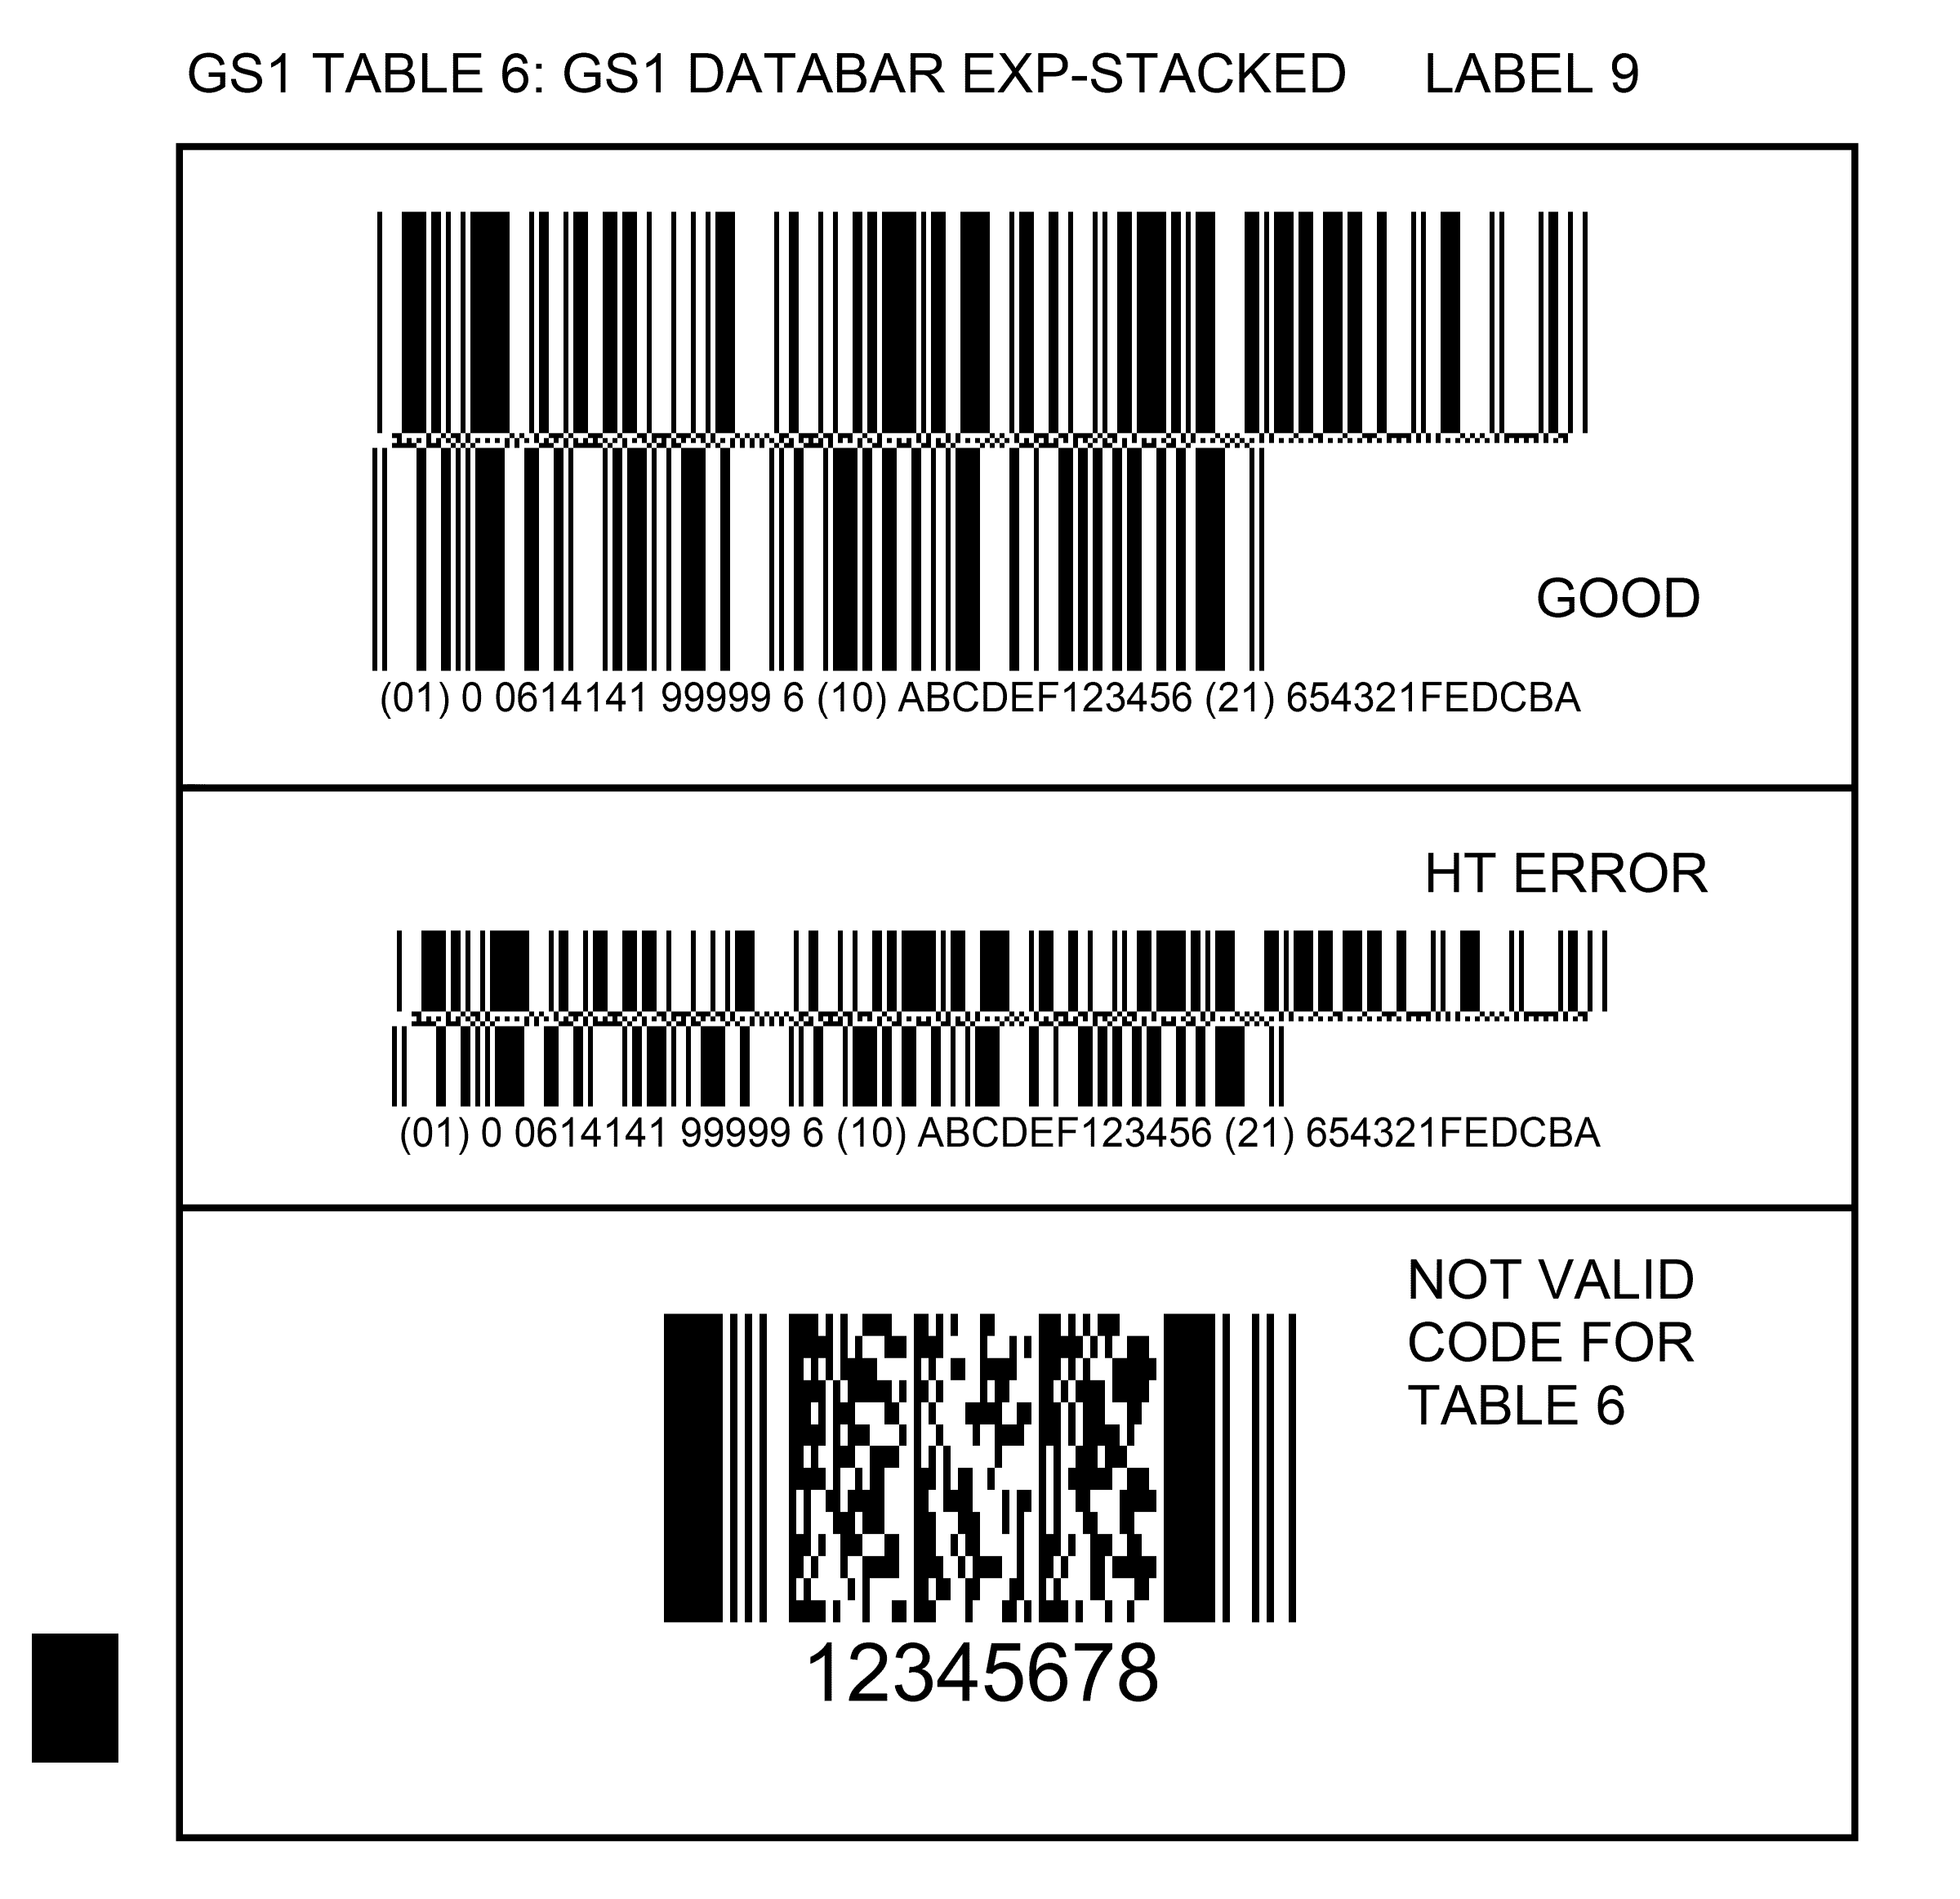 GS1 TABLE 6: GS1 DATABAR EXP-STACKED LABEL 9
GOOD
(01) 0 0614141 99999 6 (10) ABCDEF123456 (21) 654321FEDCBA
HT ERROR
(01) 0 0614141 99999 6 (10) ABCDEF123456 (21) 654321FEDCBA
NOT VALID
CODE FOR
TABLE 6
12345678